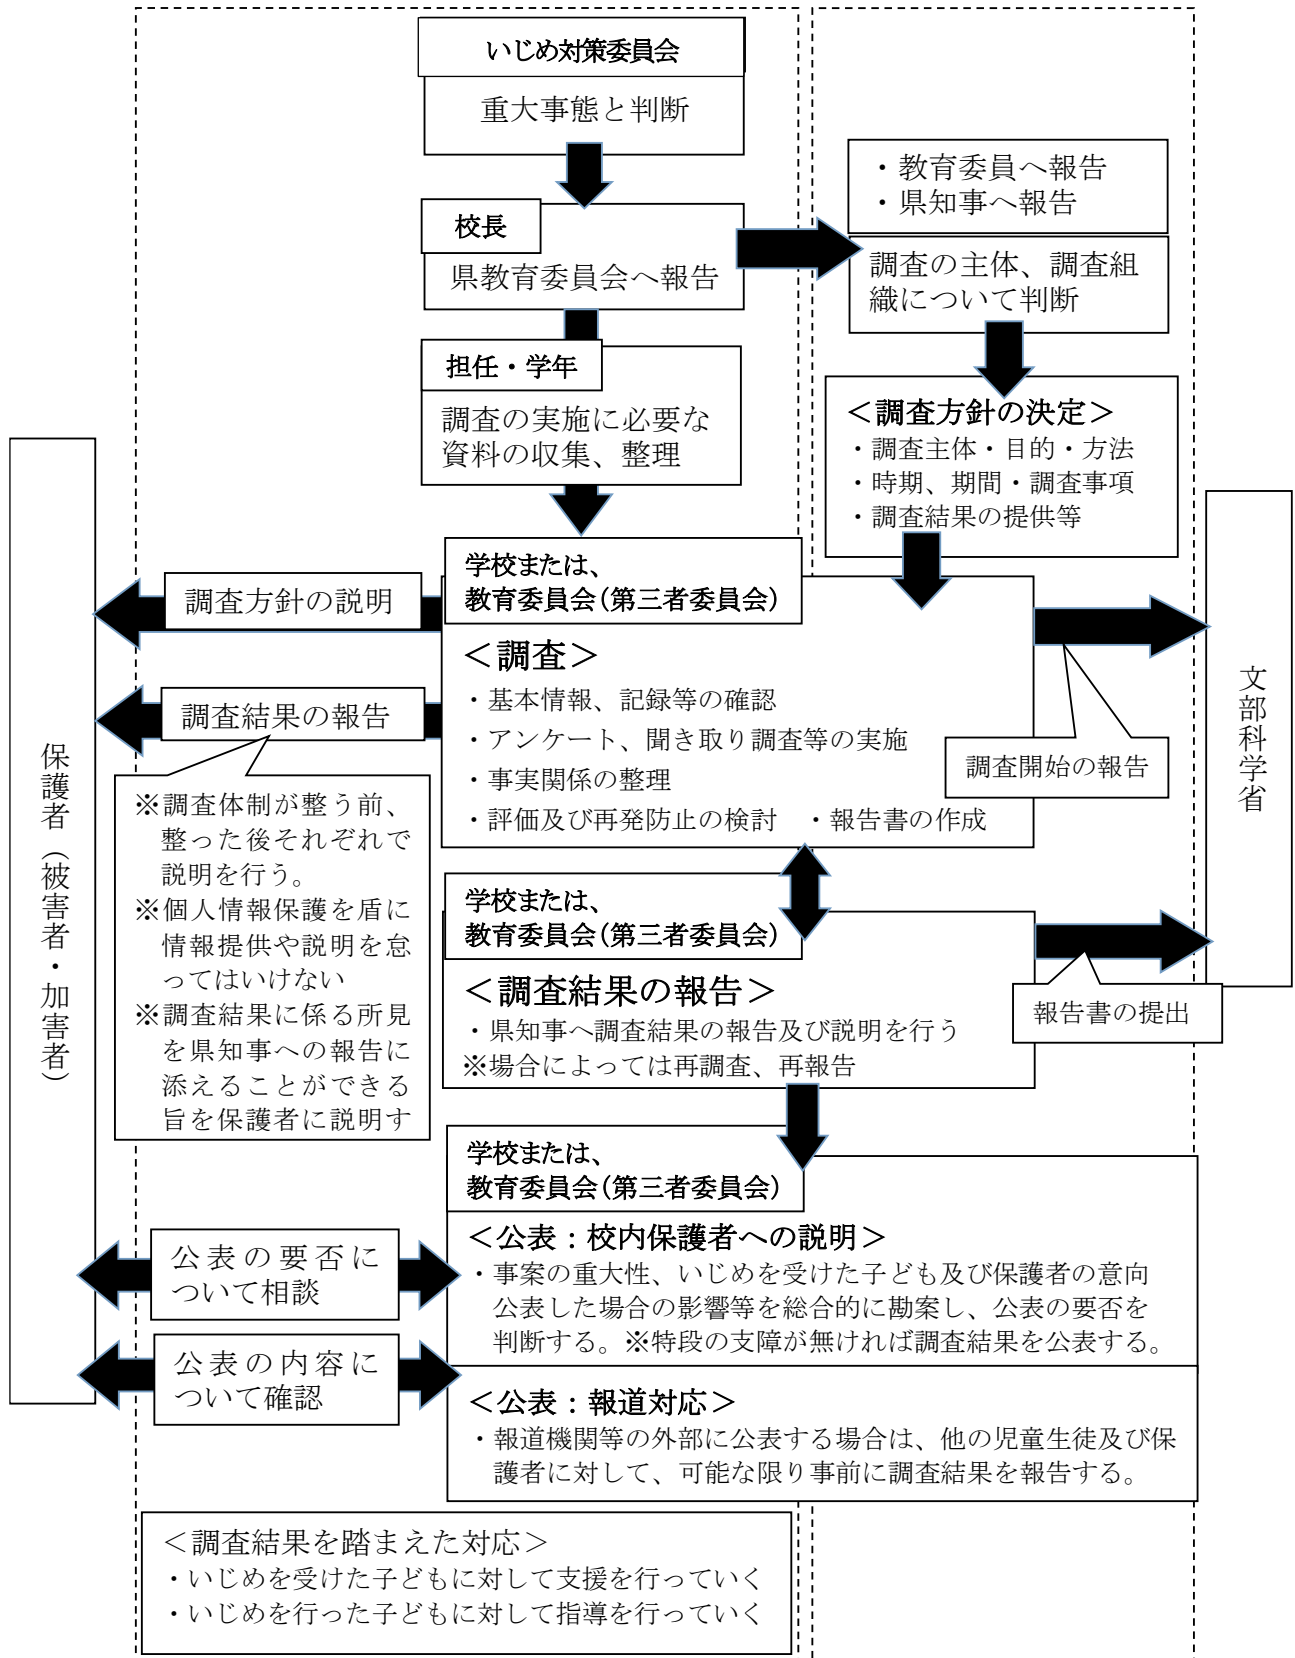 いじめ対策委員会
重大事態と判断
校長
県教育委員会へ報告
・教育委員へ報告
・県知事へ報告
調査の主体、調査組
織について判断
担任・学年
調査の実施に必要な
資料の収集、整理
＜調査方針の決定＞
・調査主体・目的・方法
・時期、期間・調査事項
・調査結果の提供等
学校または、
教育委員会(第三者委員会)
＜調査＞
・基本情報、記録等の確認
・アンケート、聞き取り調査等の実施
・事実関係の整理
・評価及び再発防止の検討　・報告書の作成
調査方針の説明
調査結果の報告
※調査体制が整う前、
整った後それぞれで
説明を行う。
※個人情報保護を盾に
情報提供や説明を怠
ってはいけない
※調査結果に係る所見
を県知事への報告に
添えることができる
旨を保護者に説明す
保護者（被害者・加害者）
調査開始の報告
文部科学省
学校または、
教育委員会(第三者委員会)
＜調査結果の報告＞
・県知事へ調査結果の報告及び説明を行う
※場合によっては再調査、再報告
報告書の提出
学校または、
教育委員会(第三者委員会)
＜公表：校内保護者への説明＞
・事案の重大性、いじめを受けた子ども及び保護者の意向
公表した場合の影響等を総合的に勘案し、公表の要否を
判断する。※特段の支障が無ければ調査結果を公表する。
公表の要否に
ついて相談
公表の内容に
ついて確認
＜公表：報道対応＞
・報道機関等の外部に公表する場合は、他の児童生徒及び保
護者に対して、可能な限り事前に調査結果を報告する。
＜調査結果を踏まえた対応＞
・いじめを受けた子どもに対して支援を行っていく
・いじめを行った子どもに対して指導を行っていく